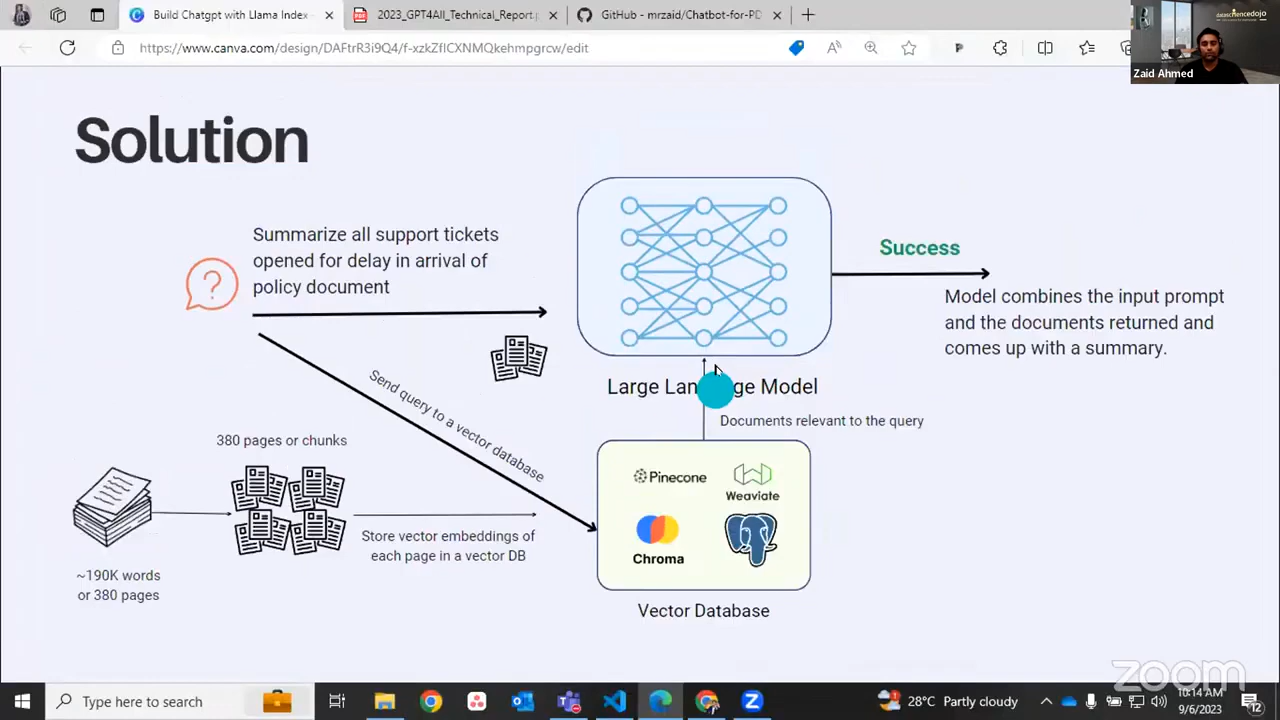 Build Chatgpt with Llama Index
2023_GPT4All_Technical_Report.p
GitHub - mrzaid/Chatbot-for-PD
https://www.canva.com/design/DAFtrR3i9Q4/f-xzkZflCXNMQkehmpgrcw/edit
datasciencedojo
Zaid Ahmed
Solution
Summarize all support tickets
opened for delay in arrival of
policy document
?
Success
Model combines the input prompt
and the documents returned and
comes up with a summary.
Large Lan ge Model
Documents relevant to the query
Send query to a vector database
380 pages or chunks
Pinecone
Weaviate
Chroma
Store vector embeddings of
each page in a vector DB
~190K words
or 380 pages
Vector Database
zoom
Type here to search
28°C Partly cloudy
10:14 AM
9/6/2023
12